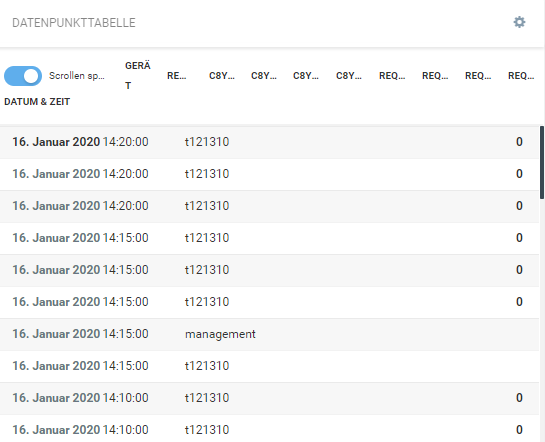 DATENPUNKTTABELLE
Scrollen sp… GERÄ
T RE… C8Y… C8Y… C8Y… C8Y… REQ… REQ… REQ… REQ…
DATUM & ZEIT
16. Januar 2020 14:20:00 t121310 0
16. Januar 2020 14:20:00 t121310 0
16. Januar 2020 14:20:00 t121310 0
16. Januar 2020 14:15:00 t121310 0
16. Januar 2020 14:15:00 t121310 0
16. Januar 2020 14:15:00 t121310 0
16. Januar 2020 14:15:00 management
16. Januar 2020 14:15:00 t121310
16. Januar 2020 14:10:00 t121310 0
16. Januar 2020 14:10:00 t121310 0